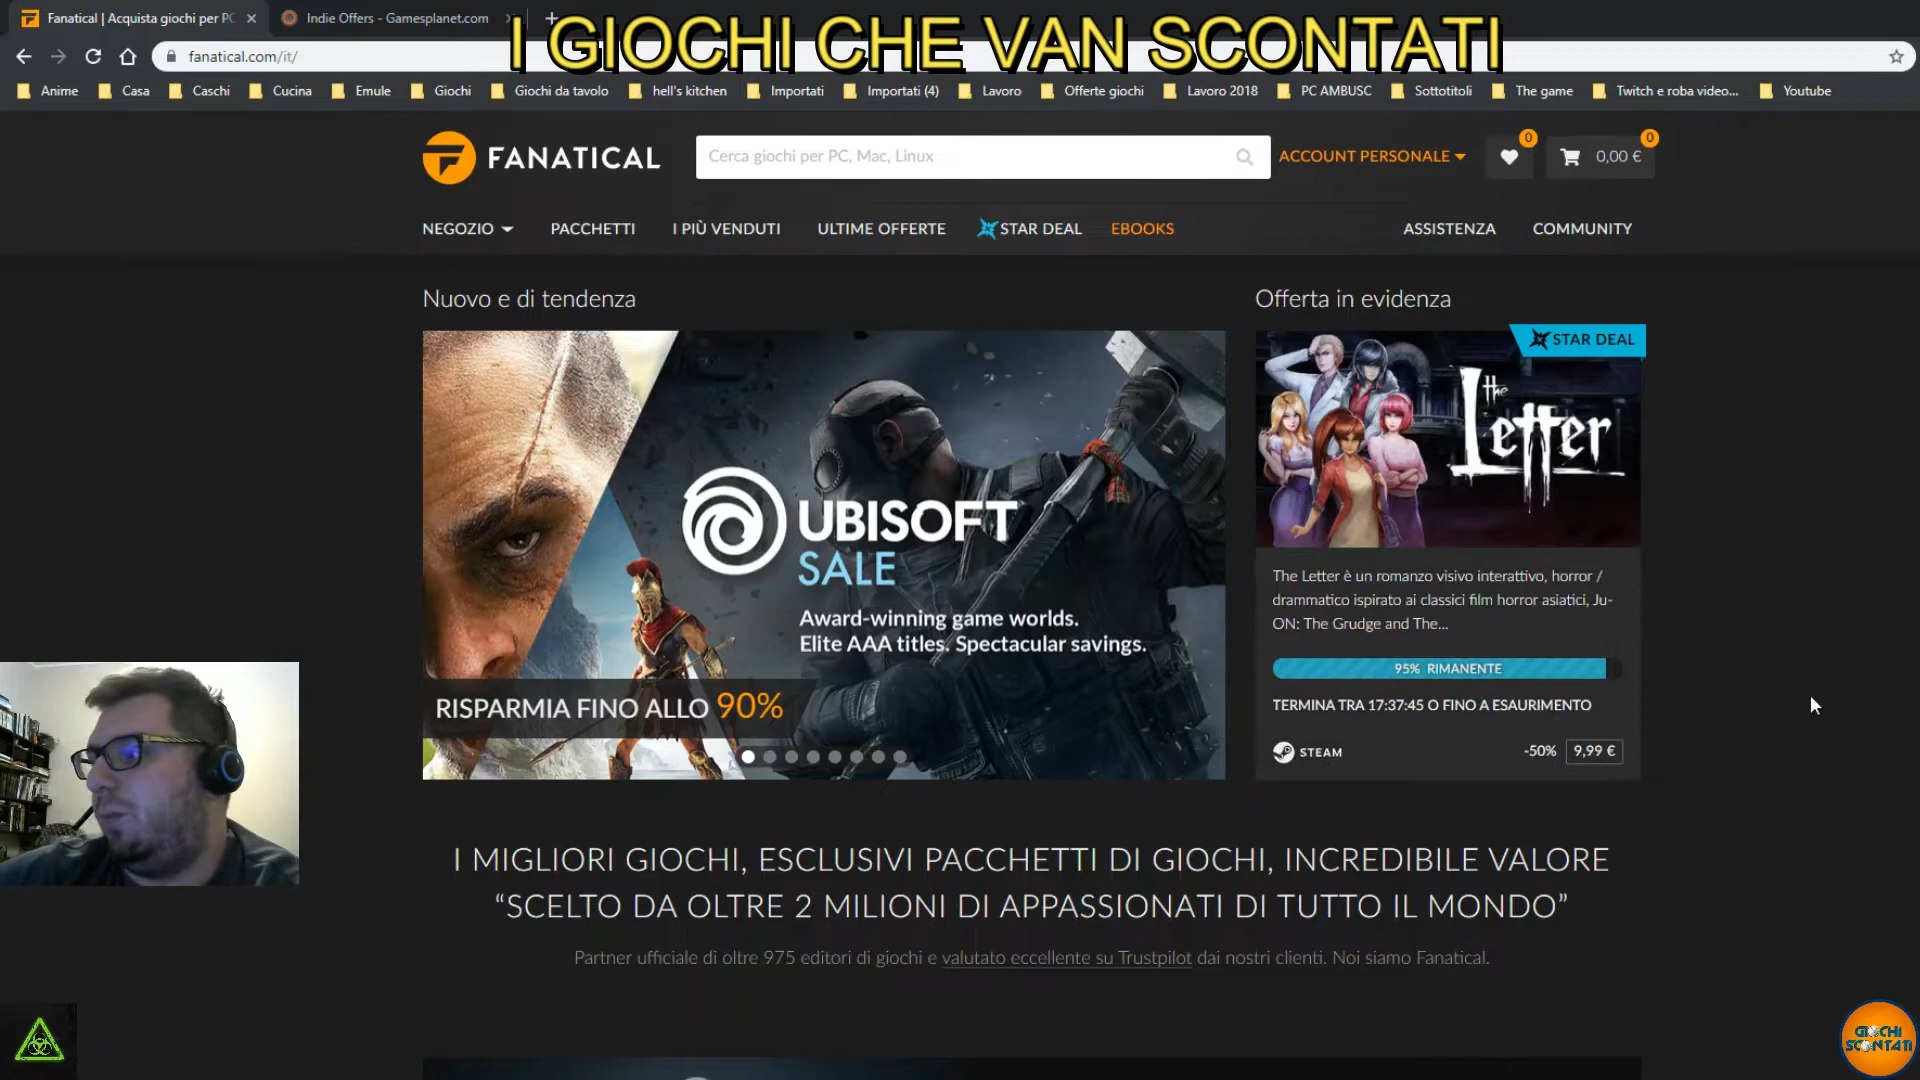 Fanatical | Acquista giochi per PC
Indie Offers - Gamesplanet.com
I GIOCHI CHE VAN SCONTATI
fanatical.com/it/
Anime
Casa
Caschi
Cucina
Emule
Giochi
Giochi da tavolo
hell's kitchen
Importati
Importati (4)
Lavoro
Offerte giochi
Lavoro 2018
PC AMBUSC
Sottotitoli
The game
Twitch e roba video...
Youtube
FANATICAL
Cerca giochi per PC, Mac, Linux
ACCOUNT PERSONALE
0
0
0,00 €
NEGOZIO
PACCHETTI
I PIÙ VENDUTI
ULTIME OFFERTE
STAR DEAL
EBOOKS
ASSISTENZA
COMMUNITY
Nuovo e di tendenza
UBISOFT
SALE
Award-winning game worlds.
Elite AAA titles. Spectacular savings.
RISPARMIA FINO ALLO 90%
Offerta in evidenza
STAR DEAL
the
Letter
The Letter è un romanzo visivo interattivo, horror /
drammatico ispirato ai classici film horror asiatici, Ju-
ON: The Grudge and The...
95% RIMANENTE
TERMINA TRA 17:37:45 O FINO A ESAURIMENTO
STEAM
-50%
9,99 €
I MIGLIORI GIOCHI, ESCLUSIVI PACCHETTI DI GIOCHI, INCREDIBILE VALORE
“SCELTO DA OLTRE 2 MILIONI DI APPASSIONATI DI TUTTO IL MONDO”
Partner ufficiale di oltre 975 editori di giochi e valutato eccellente su Trustpilot dai nostri clienti. Noi siamo Fanatical.
GIOCHI
SCONTATI